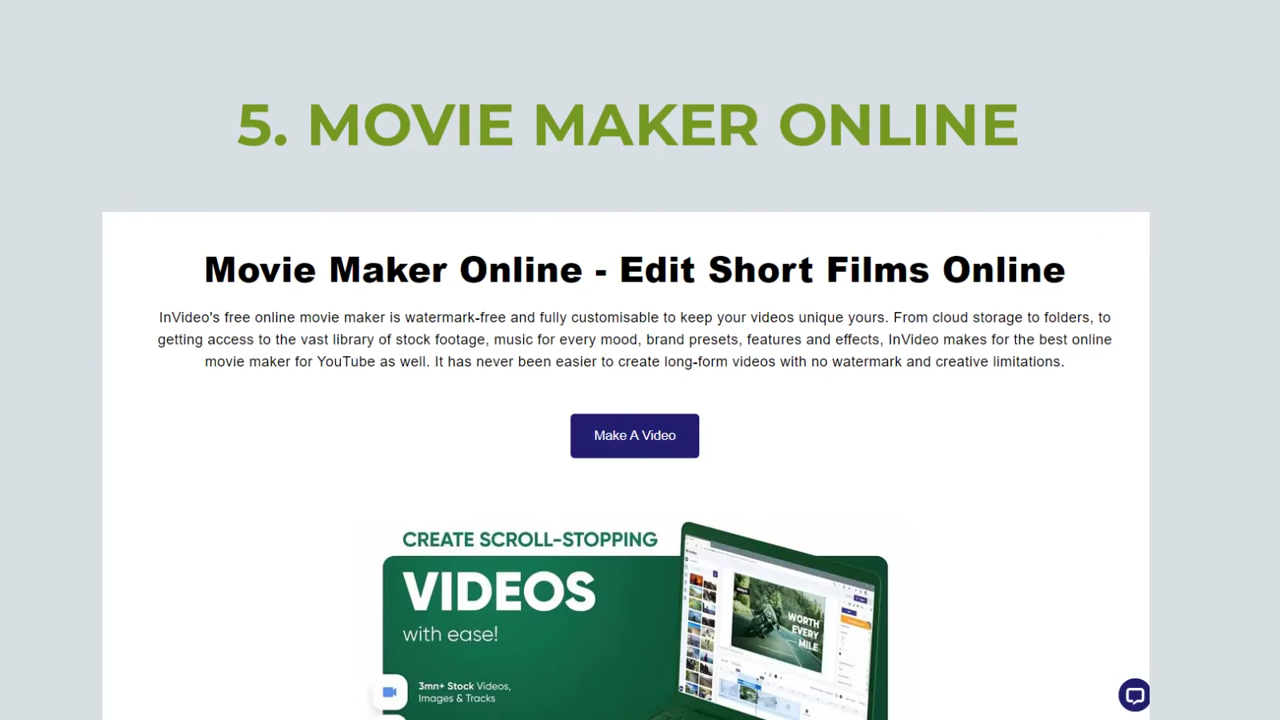 5. MOVIE MAKER ONLINE
Movie Maker Online - Edit Short Films Online
InVideo's free online movie maker is watermark-free and fully customisable to keep your videos unique yours. From cloud storage to folders, to
getting access to the vast library of stock footage, music for every mood, brand presets, features and effects, InVideo makes for the best online
movie maker for YouTube as well. It has never been easier to create long-form videos with no watermark and creative limitations.
Make A Video
CREATE SCROLL-STOPPING
VIDEOS
with ease!
3mn+ Stock Videos,
Images & Tracks
WORTH
EVERY
MILE